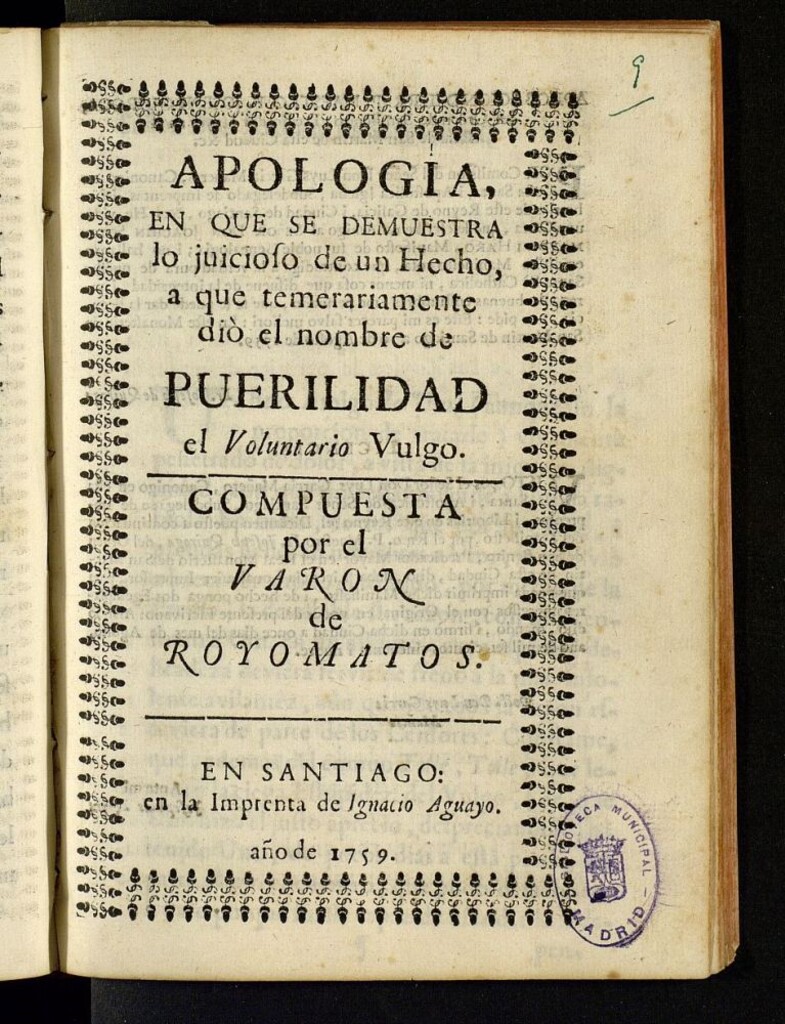 9
APOLOGIA,
EN QUE SE DEMUESTRA
lo juicioſo de un Hecho,
a que temerariamente
diò el nombre de
PUERILIDAD
el Voluntario Vulgo.
COMPUESTA
por el
VARON
de
ROYOMATOS.
EN SANTIAGO:
en la Imprenta de Ignacio Aguayo.
año de 1759.
MUNICIPAL
MADRID